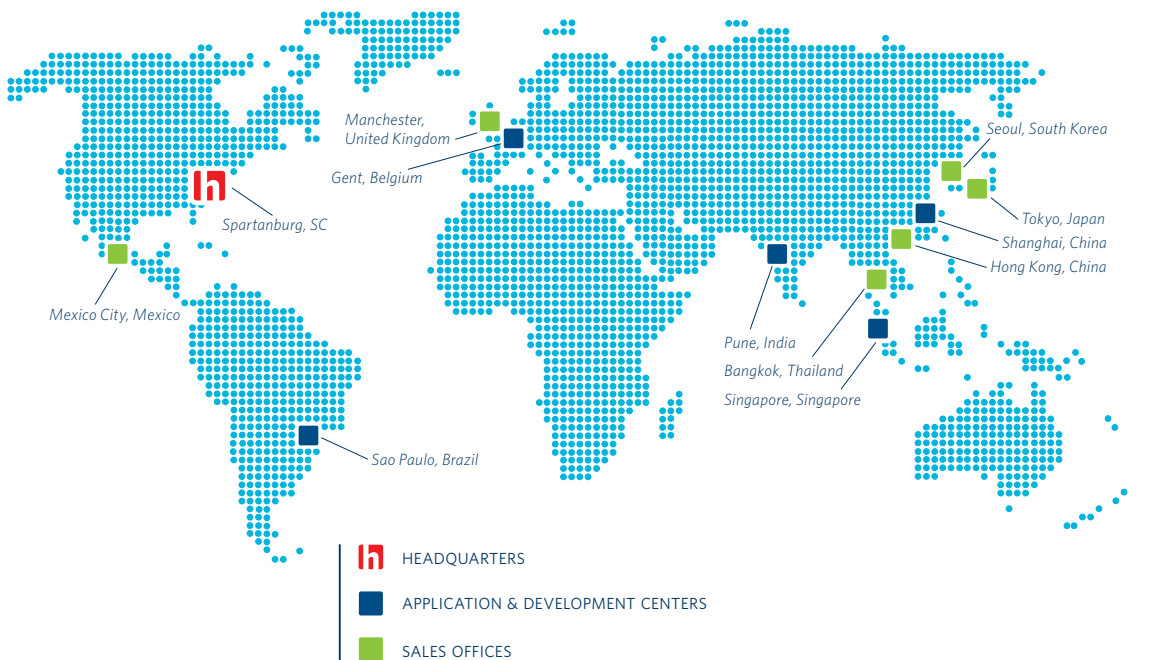 Manchester,
United Kingdom
Seoul, South Korea
Gent, Belgium
h
Spartanburg, SC
Tokyo, Japan
Shanghai, China
Hong Kong, China
Mexico City, Mexico
Pune, India
Bangkok, Thailand
Singapore, Singapore
Sao Paulo, Brazil
h HEADQUARTERS
APPLICATION & DEVELOPMENT CENTERS
SALES OFFICES